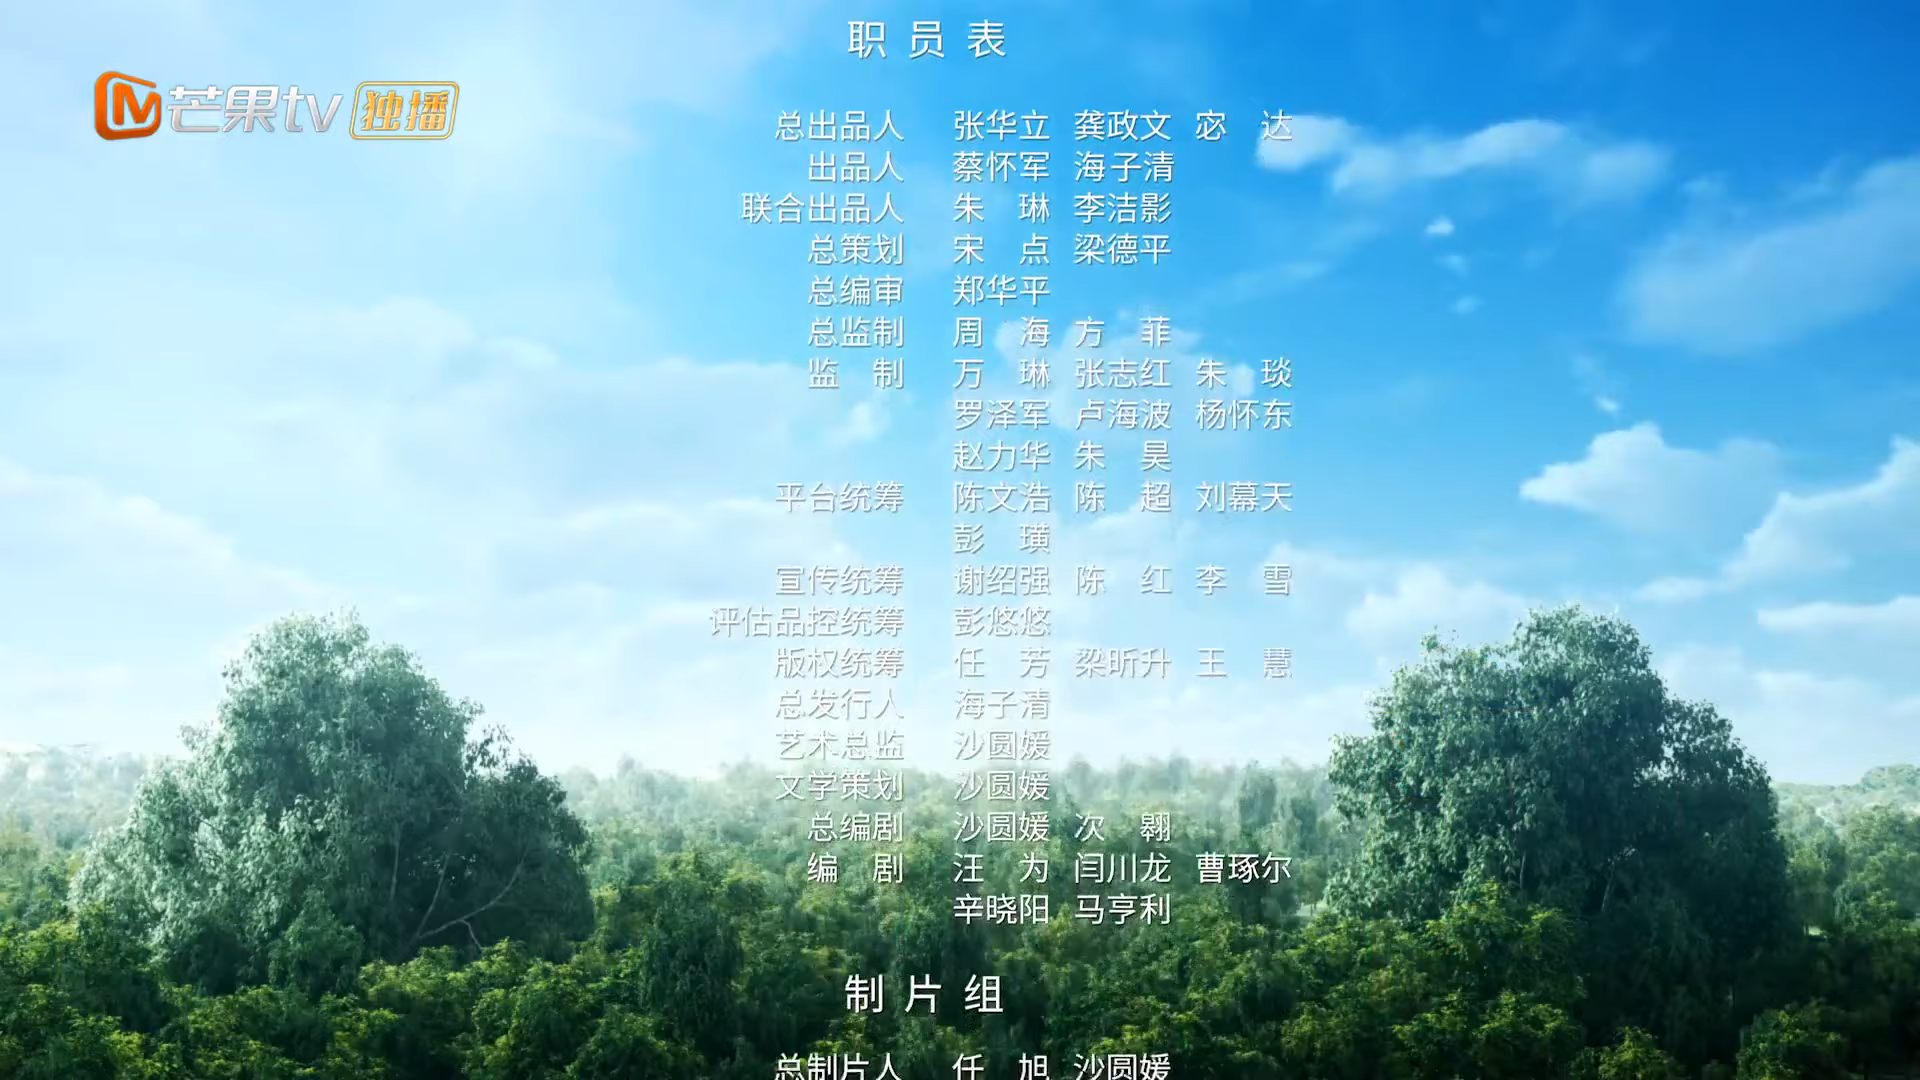 职员表
芒果tv 独播
总出品人 张华立 龚政文 宓 达
出品人 蔡怀军 海子清
联合出品人 朱 琳 李洁影
总策划 宋 点 梁德平
总编审 郑华平
总监制 周 海 方 菲
监 制 万 琳 张志红 朱 琰
罗泽军 卢海波 杨怀东
赵力华 朱 昊
平台统筹 陈文浩 陈 超 刘幕天
彭 璜
宣传统筹 谢绍强 陈 红 李 雪
评估品控统筹 彭悠悠
版权统筹 任 芳 梁昕升 王 慧
总发行人 海子清
艺术总监 沙圆媛
文学策划 沙圆媛
总编剧 沙圆媛 次 翱
编 剧 汪 为 闫川龙 曹琢尔
辛晓阳 马亨利
制片组
总制片人 任 旭 沙圆媛